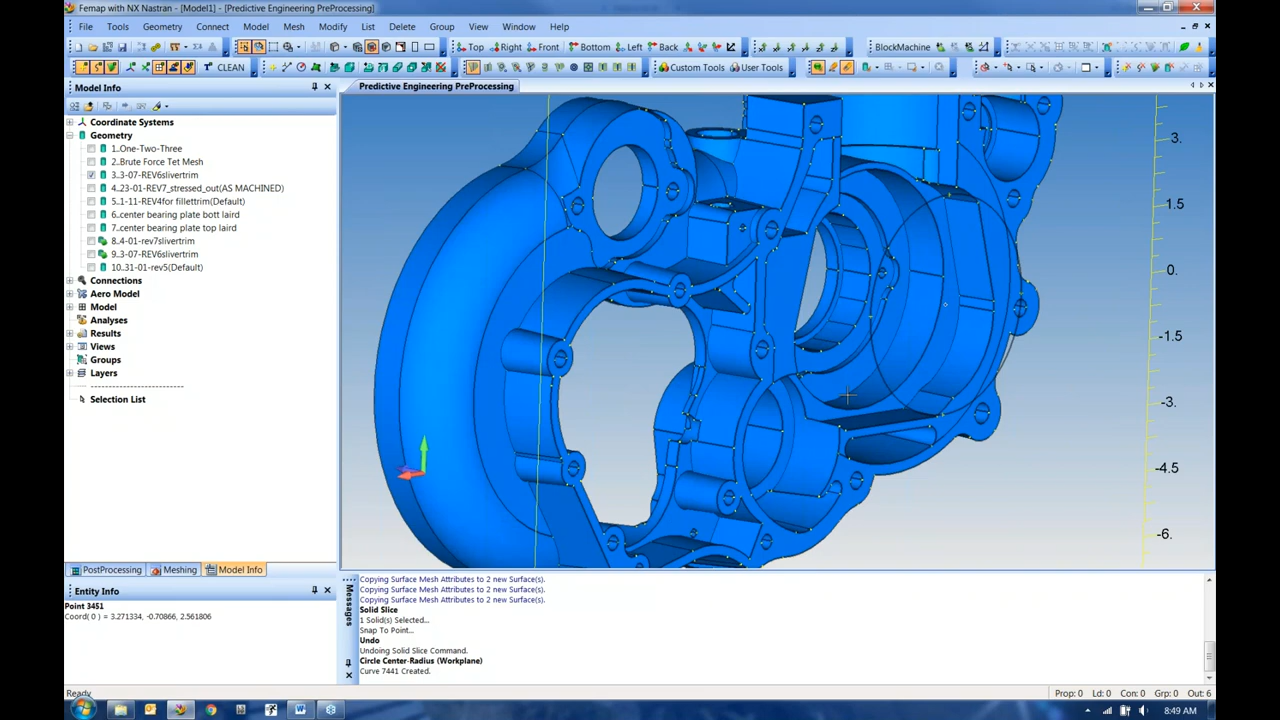 Femap with NX Nastran - [Model1] - [Predictive Engineering PreProcessing]
File Tools Geometry Connect Model Mesh Modify List Delete Group View Window Help
Top Right Front Bottom Left Back BlockMachine
CLEAN Custom Tools User Tools
Model Info
Predictive Engineering PreProcessing
Coordinate Systems
Geometry
1..One-Two-Three
2..Brute Force Tet Mesh
3..3-07-REV6slivertrim
4..23-01-REV7_stressed_out(AS MACHINED)
5..1-11-REV4for fillettrim(Default)
6..center bearing plate bott laird
7..center bearing plate top laird
8..4-01-rev7slivertrim
9..3-07-REV6slivertrim
10..31-01-rev5(Default)
Connections
Aero Model
Model
Analyses
Results
Views
Groups
Layers
Selection List
3.
1.5
0.
-1.5
-3.
-4.5
-6.
PostProcessing Meshing Model Info
Entity Info
Point 3451
Coord( 0 ) = 3.271334, -0.70866, 2.561806
Messages
Copying Surface Mesh Attributes to 2 new Surface(s).
Copying Surface Mesh Attributes to 2 new Surface(s).
Copying Surface Mesh Attributes to 2 new Surface(s).
Solid Slice
1 Solid(s) Selected...
Snap To Point...
Undo
Undoing Solid Slice Command.
Circle Center-Radius (Workplane)
Curve 7441 Created.
Ready
Prop: 0 Ld: 0 Con: 0 Grp: 0 Out: 6
8:49 AM